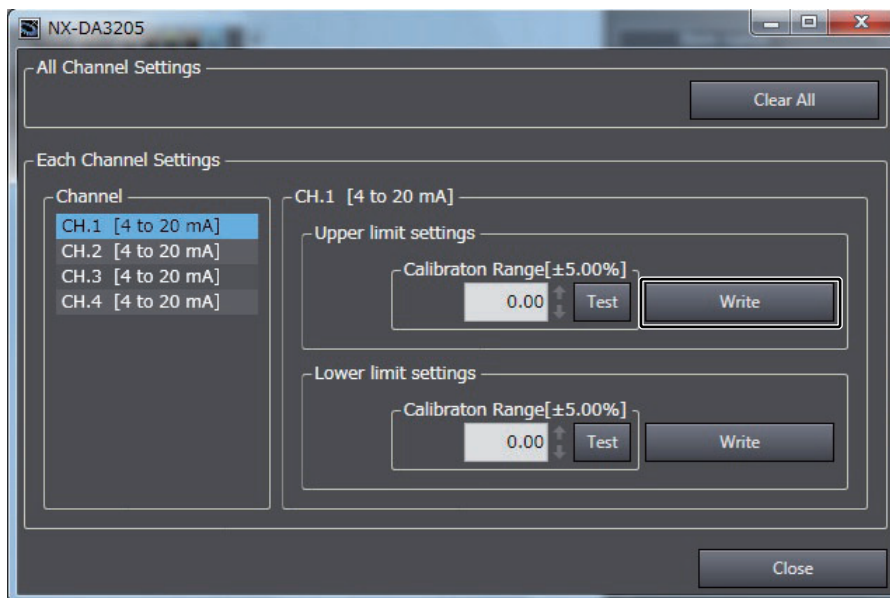 NX-DA3205
All Channel Settings
Clear All
Each Channel Settings
Channel
CH.1 [4 to 20 mA]
CH.2 [4 to 20 mA]
CH.3 [4 to 20 mA]
CH.4 [4 to 20 mA]
CH.1 [4 to 20 mA]
Upper limit settings
Calibraton Range[±5.00%]
0.00 Test Write
Lower limit settings
Calibraton Range[±5.00%]
0.00 Test Write
Close